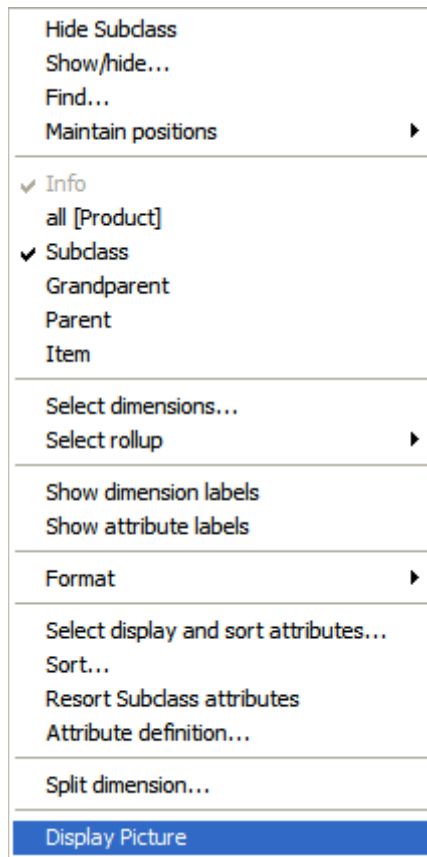 Hide Subclass
Show/hide...
Find...
Maintain positions
Info
all [Product]
Subclass
Grandparent
Parent
Item
Select dimensions...
Select rollup
Show dimension labels
Show attribute labels
Format
Select display and sort attributes...
Sort...
Resort Subclass attributes
Attribute definition...
Split dimension...
Display Picture